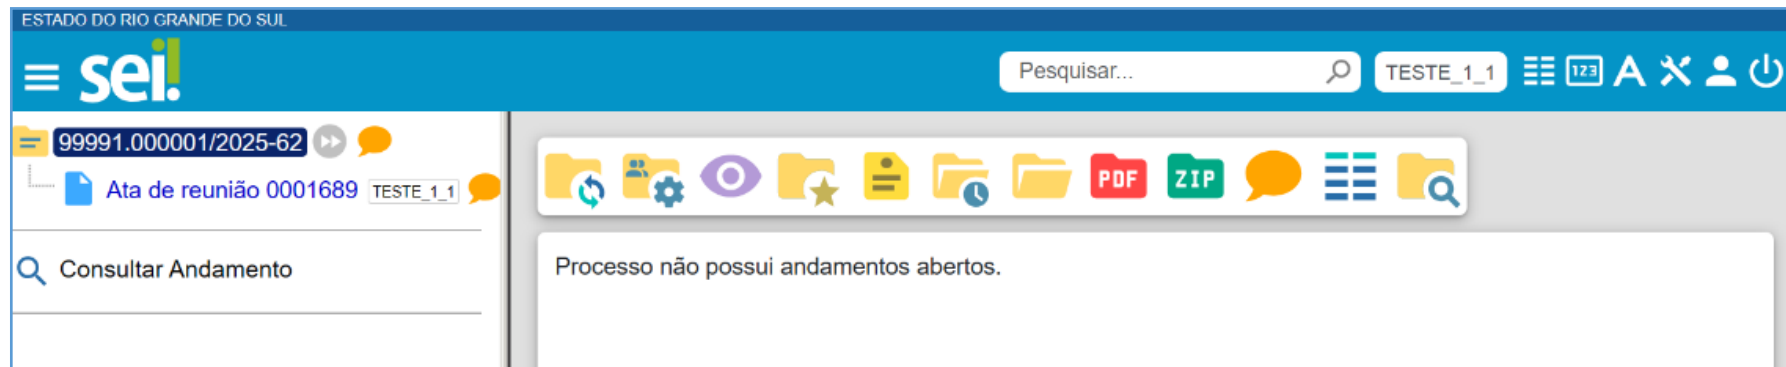 ESTADO DO RIO GRANDE DO SUL
sei!
Pesquisar...
TESTE_1_1
123
99991.000001/2025-62
Ata de reunião 0001689 TESTE_1_1
PDF
ZIP
Consultar Andamento
Processo não possui andamentos abertos.